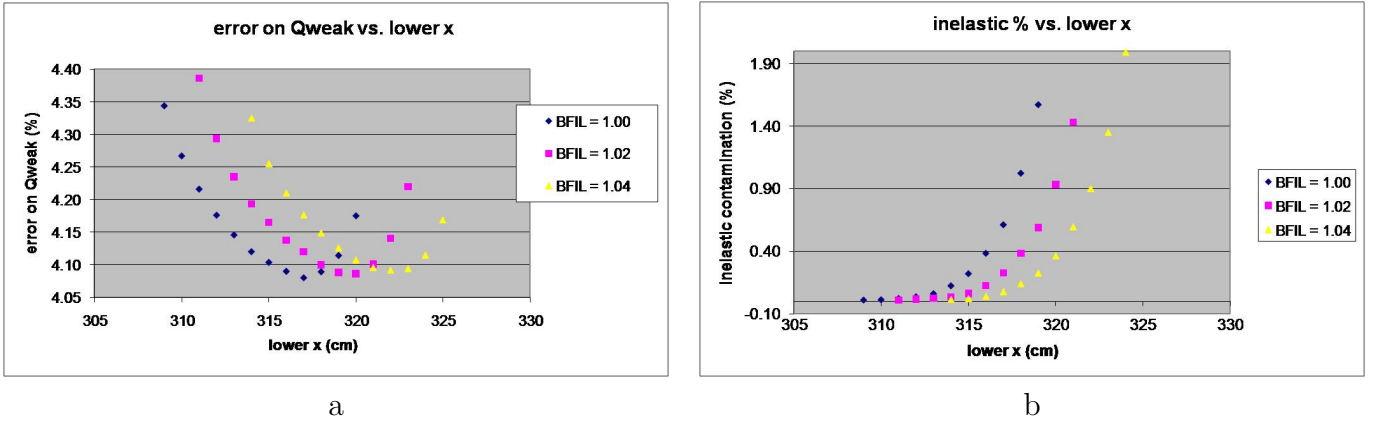 error on Qweak vs. lower x
error on Qweak (%)
4.40
4.35
4.30
4.25
4.20
4.15
4.10
4.05
305 310 315 320 325 330
lower x (cm)
BFIL = 1.00
BFIL = 1.02
BFIL = 1.04
a
inelastic % vs. lower x
Inelastic contamination (%)
1.90
1.40
0.90
0.40
-0.10
305 310 315 320 325 330
lower x (cm)
BFIL = 1.00
BFIL = 1.02
BFIL = 1.04
b